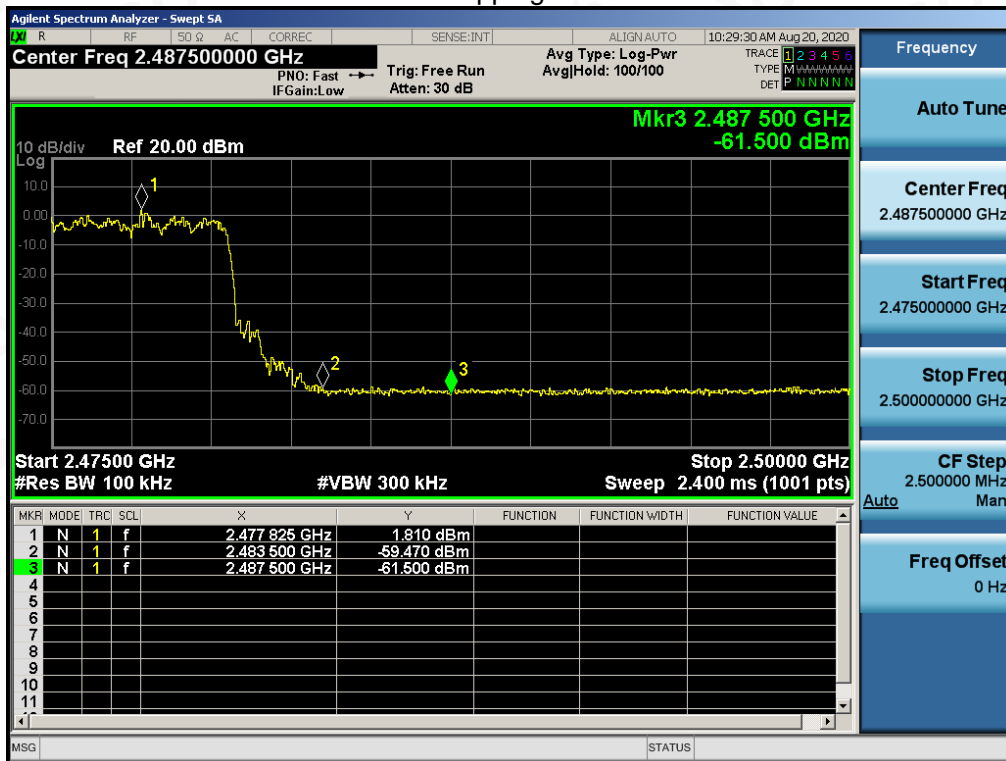 pping
Agilent Spectrum Analyzer - Swept SA
LXI R RF 50 Ω AC CORREC SENSE:INT ALIGN AUTO 10:29:30 AM Aug 20, 2020
Center Freq 2.487500000 GHz Avg Type: Log-Pwr TRACE 1 2 3 4 5 6
PNO: Fast Trig: Free Run Avg|Hold: 100/100 TYPE M WWWWW
IFGain:Low Atten: 30 dB DET P N N N N N
Mkr3 2.487 500 GHz
10 dB/div Ref 20.00 dBm -61.500 dBm
Log
10.0
1
0.00
-10.0
-20.0
-30.0
-40.0
-50.0
2
3
-60.0
-70.0
Start 2.47500 GHz Stop 2.50000 GHz
#Res BW 100 kHz #VBW 300 kHz Sweep 2.400 ms (1001 pts)
MKR MODE TRC SCL X Y FUNCTION FUNCTION WIDTH FUNCTION VALUE
1 N 1 f 2.477 825 GHz 1.810 dBm
2 N 1 f 2.483 500 GHz -59.470 dBm
3 N 1 f 2.487 500 GHz -61.500 dBm
4
5
6
7
8
9
10
11
MSG STATUS
Frequency
Auto Tune
Center Freq
2.487500000 GHz
Start Freq
2.475000000 GHz
Stop Freq
2.500000000 GHz
CF Step
2.500000 MHz
Auto Man
Freq Offset
0 Hz